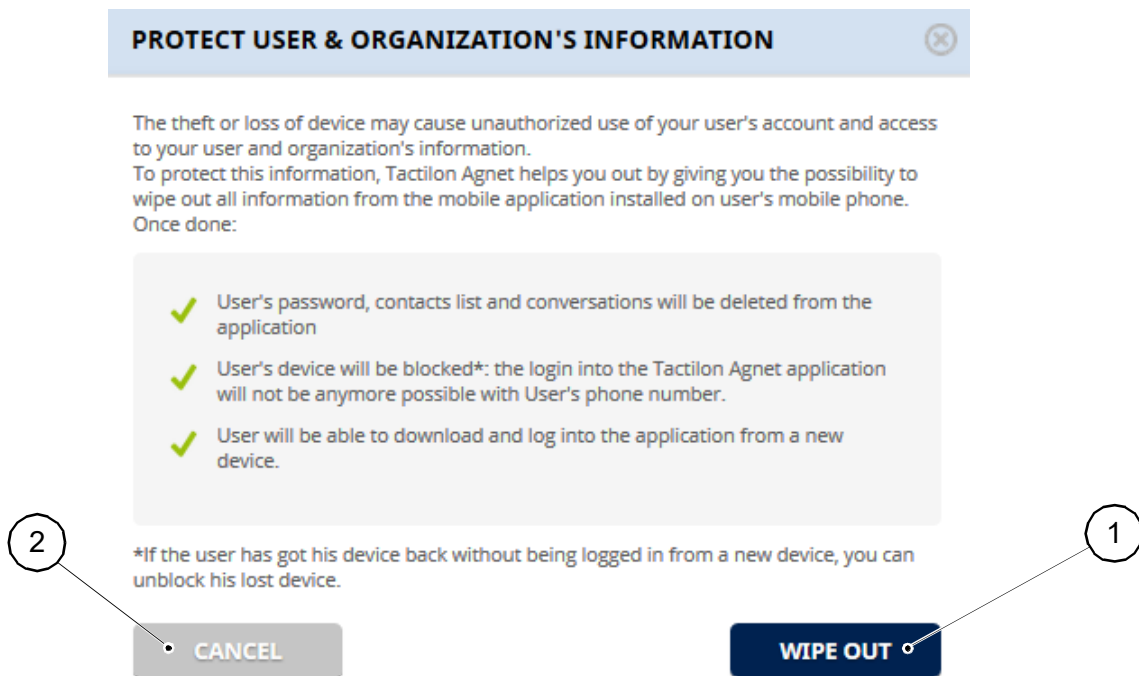 PROTECT USER & ORGANIZATION'S INFORMATION
The theft or loss of device may cause unauthorized use of your user's account and access
to your user and organization's information.
To protect this information, Tactilon Agnet helps you out by giving you the possibility to
wipe out all information from the mobile application installed on user's mobile phone.
Once done:
User's password, contacts list and conversations will be deleted from the
application
User's device will be blocked*: the login into the Tactilon Agnet application
will not be anymore possible with User's phone number.
User will be able to download and log into the application from a new
device.
2
1
*If the user has got his device back without being logged in from a new device, you can
unblock his lost device.
CANCEL
WIPE OUT